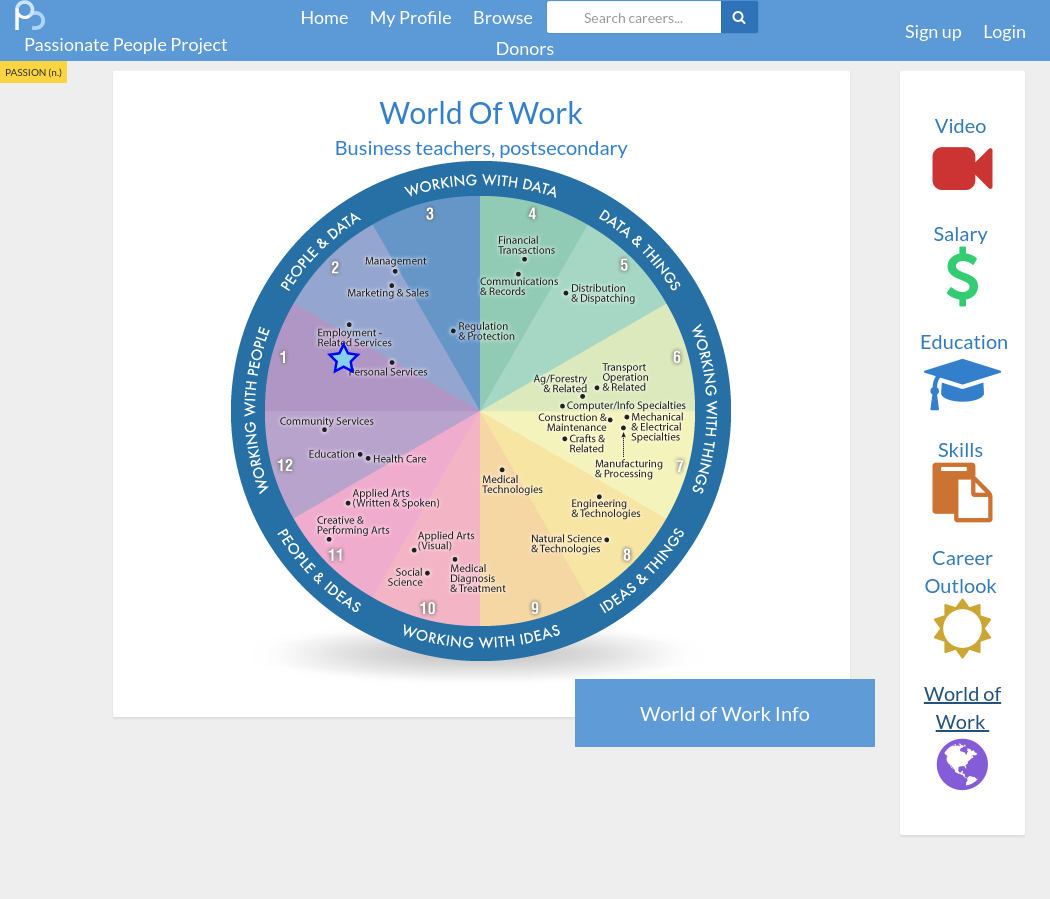 Passionate People Project
Home
My Profile
Browse
Search careers...
Donors
Sign up
Login
PASSION (n.)
World Of Work
Business teachers, postsecondary
WORKING WITH DATA
PEOPLE & DATA
DATA & THINGS
WORKING WITH PEOPLE
WORKING WITH THINGS
PEOPLE & IDEAS
IDEAS & THINGS
WORKING WITH IDEAS
3
4
2
5
1
6
12
7
11
8
10
9
Management
Marketing & Sales
Regulation
& Protection
Financial
Transactions
Communications
& Records
Distribution
& Dispatching
Employment -
Related Services
Personal Services
Transport
Operation
& Related
Ag/Forestry
& Related
Computer/Info Specialties
Construction &
Maintenance
Mechanical
& Electrical
Specialties
Crafts &
Related
Manufacturing
& Processing
Community Services
Education
Health Care
Medical
Technologies
Engineering
& Technologies
Natural Science
& Technologies
Applied Arts
(Written & Spoken)
Creative &
Performing Arts
Applied Arts
(Visual)
Social
Science
Medical
Diagnosis
& Treatment
World of Work Info
Video
Salary
Education
Skills
Career
Outlook
World of
Work